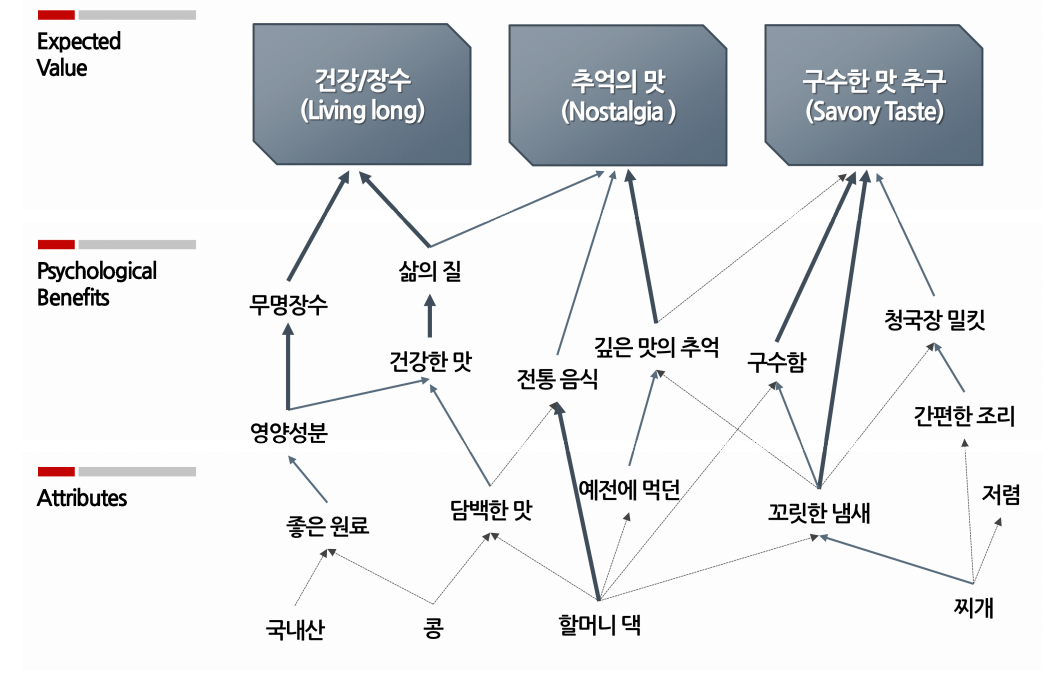 Expected
Value
건강/장수
(Living long)
추억의 맛
(Nostalgia )
구수한 맛 추구
(Savory Taste)
Psychological
Benefits
삶의 질
무명장수
청국장 밀킷
건강한 맛
깊은 맛의 추억
구수함
전통 음식
간편한 조리
영양성분
Attributes
예전에 먹던
저렴
담백한 맛
꼬릿한 냄새
좋은 원료
찌개
국내산
콩
할머니 댁